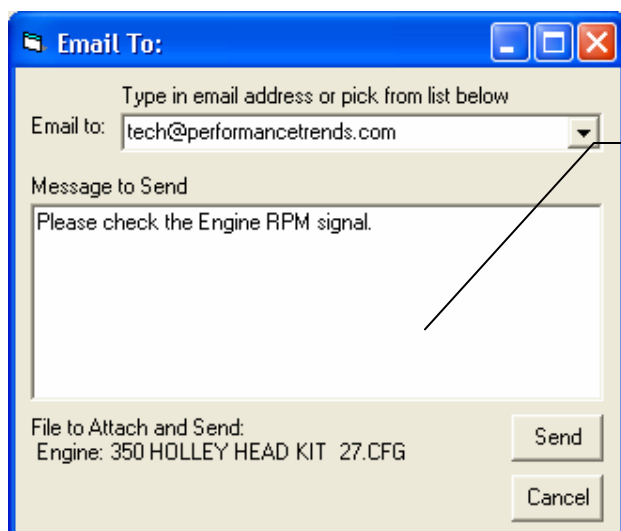 Email To:
Type in email address or pick from list below
Email to: tech@performancetrends.com
Message to Send
Please check the Engine RPM signal.
File to Attach and Send:
Engine: 350 HOLLEY HEAD KIT  27.CFG
Send
Cancel